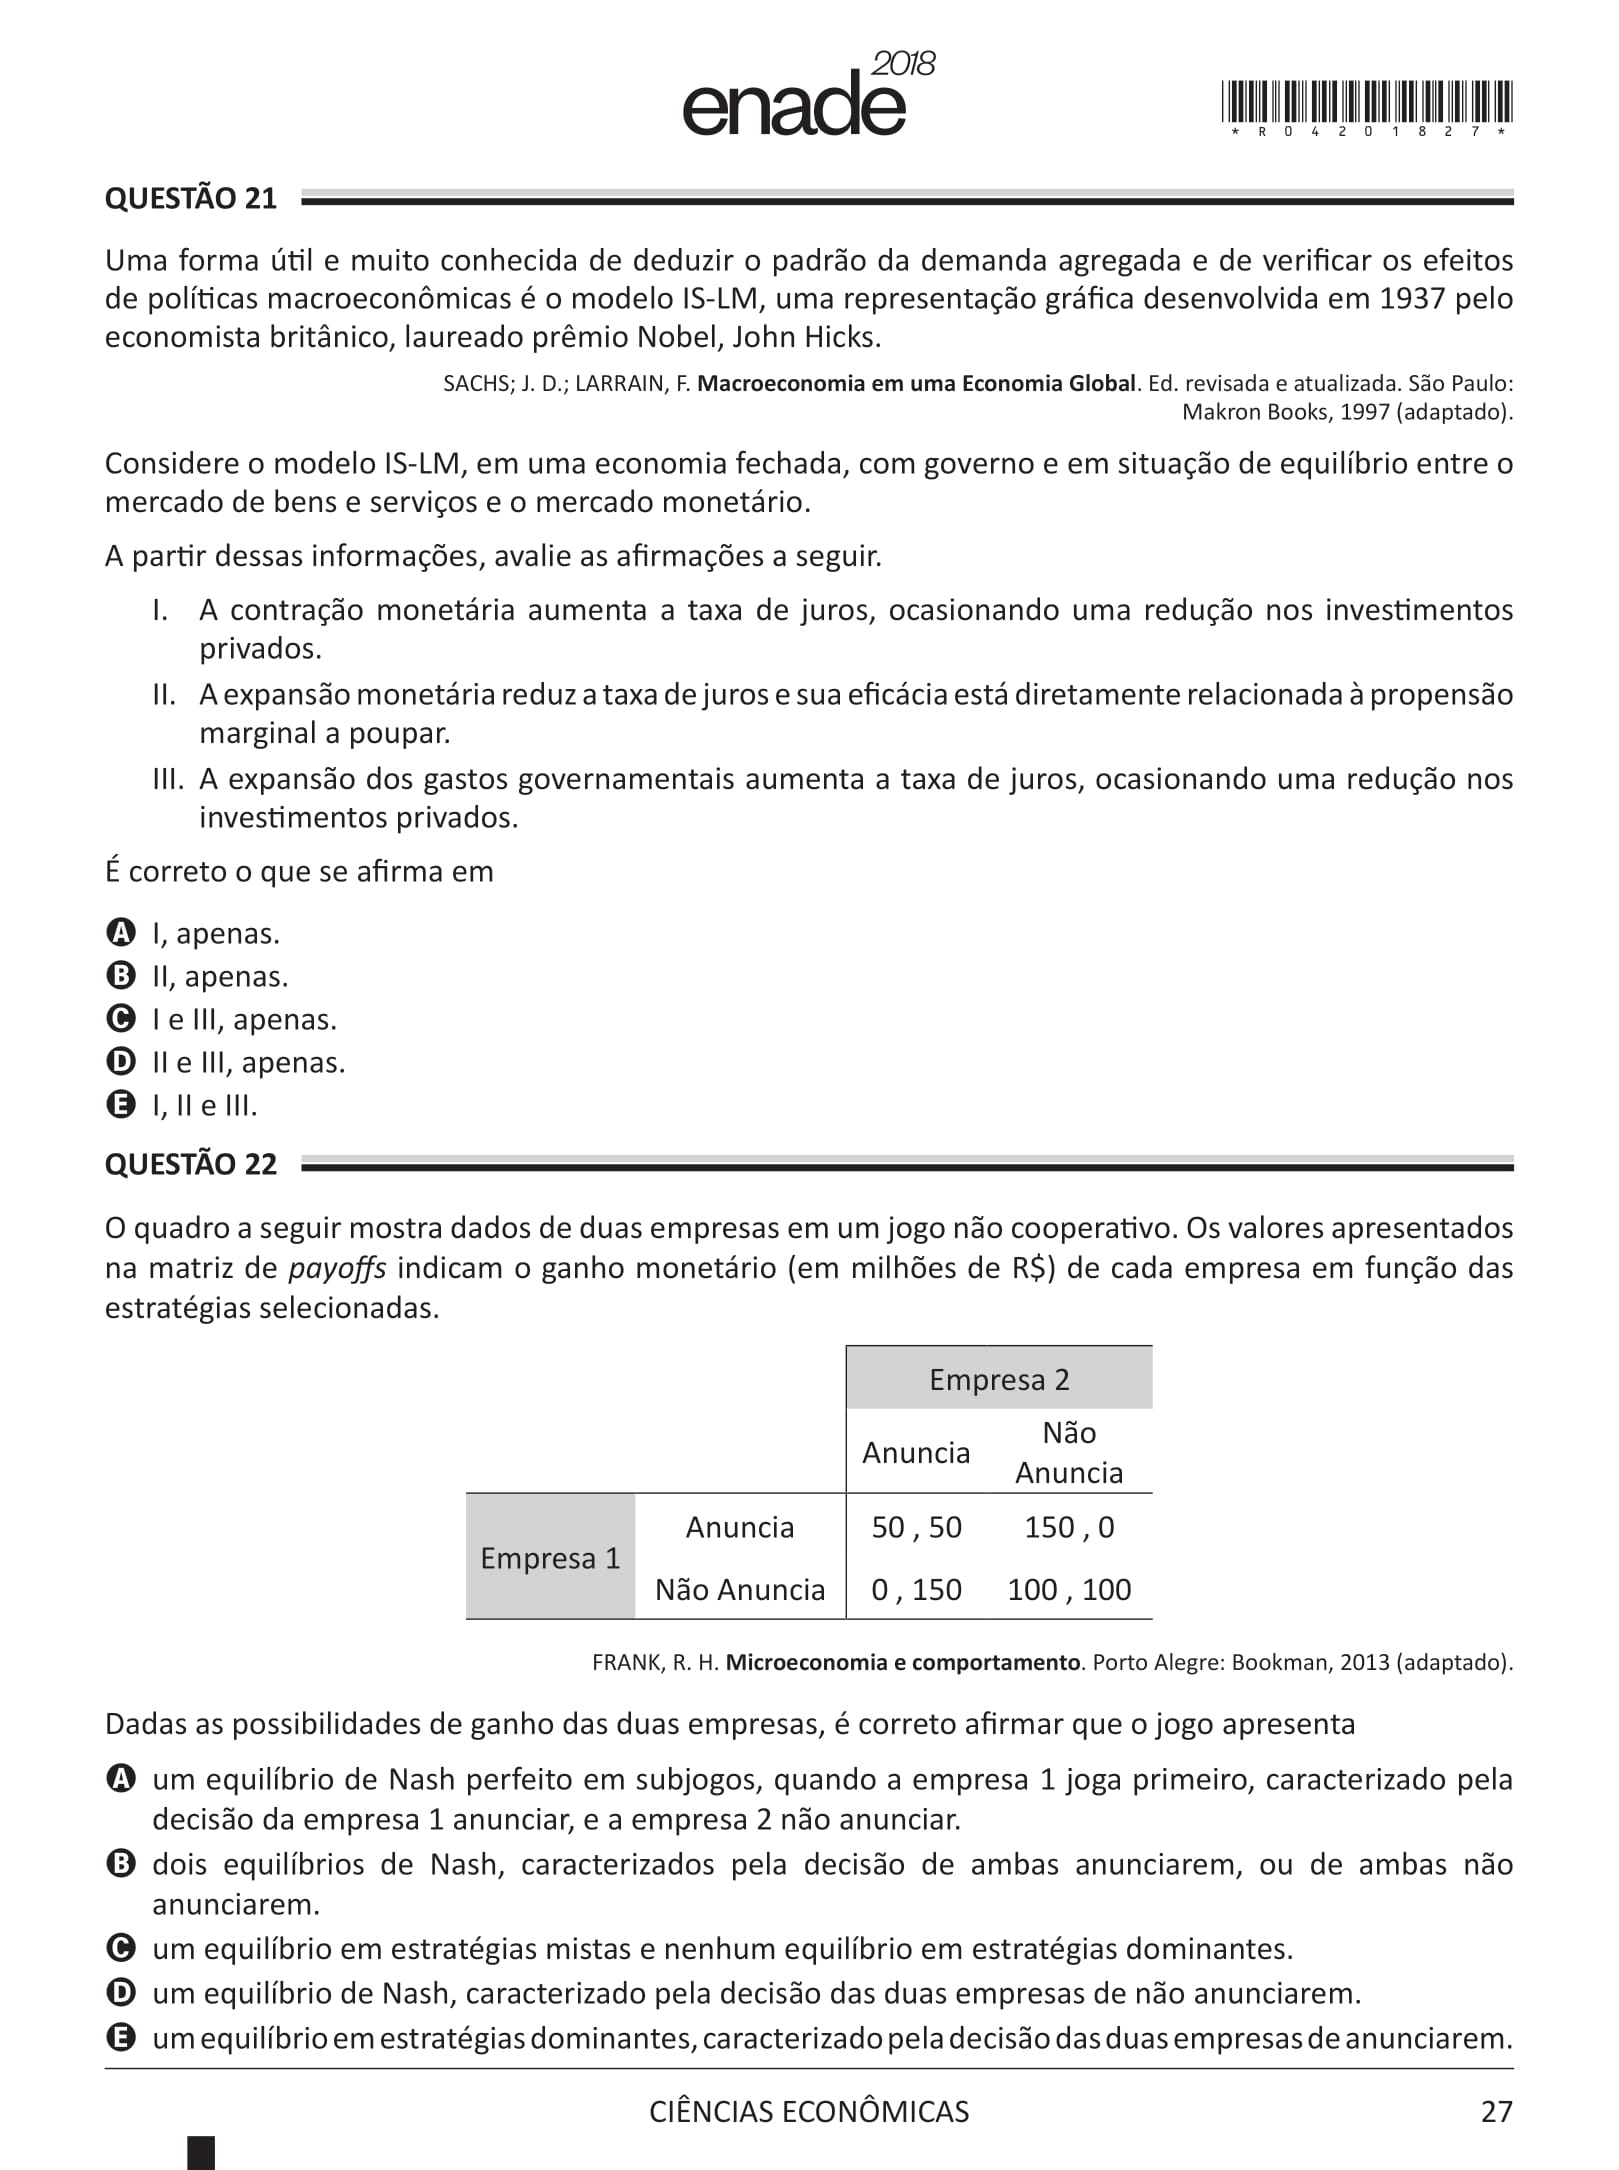 enade 2018
*R04201827*
QUESTÃO 21
Uma forma útil e muito conhecida de deduzir o padrão da demanda agregada e de verificar os efeitos
de políticas macroeconômicas é o modelo IS-LM, uma representação gráfica desenvolvida em 1937 pelo
economista britânico, laureado prêmio Nobel, John Hicks.
SACHS; J. D.; LARRAIN, F. Macroeconomia em uma Economia Global. Ed. revisada e atualizada. São Paulo:
Makron Books, 1997 (adaptado).
Considere o modelo IS-LM, em uma economia fechada, com governo e em situação de equilíbrio entre o
mercado de bens e serviços e o mercado monetário.
A partir dessas informações, avalie as afirmações a seguir.
I. A contração monetária aumenta a taxa de juros, ocasionando uma redução nos investimentos
privados.
II. A expansão monetária reduz a taxa de juros e sua eficácia está diretamente relacionada à propensão
marginal a poupar.
III. A expansão dos gastos governamentais aumenta a taxa de juros, ocasionando uma redução nos
investimentos privados.
É correto o que se afirma em
A I, apenas.
B II, apenas.
C I e III, apenas.
D II e III, apenas.
E I, II e III.
QUESTÃO 22
O quadro a seguir mostra dados de duas empresas em um jogo não cooperativo. Os valores apresentados
na matriz de payoffs indicam o ganho monetário (em milhões de R$) de cada empresa em função das
estratégias selecionadas.
Empresa 2
Anuncia Não Anuncia
Empresa 1
Anuncia 50 , 50 150 , 0
Não Anuncia 0 , 150 100 , 100
FRANK, R. H. Microeconomia e comportamento. Porto Alegre: Bookman, 2013 (adaptado).
Dadas as possibilidades de ganho das duas empresas, é correto afirmar que o jogo apresenta
A um equilíbrio de Nash perfeito em subjogos, quando a empresa 1 joga primeiro, caracterizado pela
decisão da empresa 1 anunciar, e a empresa 2 não anunciar.
B dois equilíbrios de Nash, caracterizados pela decisão de ambas anunciarem, ou de ambas não
anunciarem.
C um equilíbrio em estratégias mistas e nenhum equilíbrio em estratégias dominantes.
D um equilíbrio de Nash, caracterizado pela decisão das duas empresas de não anunciarem.
E um equilíbrio em estratégias dominantes, caracterizado pela decisão das duas empresas de anunciarem.
CIÊNCIAS ECONÔMICAS
27